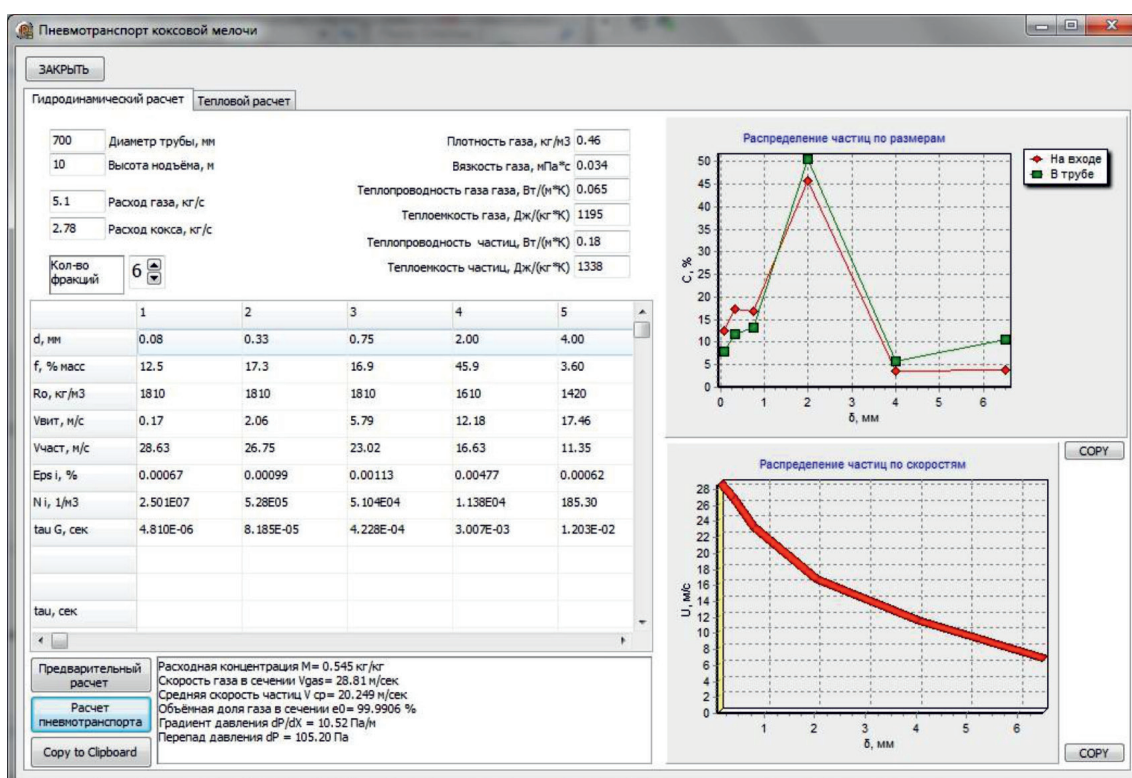 Пневмотранспорт коксовой мелочи
ЗАКРЫТЬ
Гидродинамический расчет Тепловой расчет
700 Диаметр трубы, мм
10 Высота подъёма, м
5.1 Расход газа, кг/с
2.78 Расход кокса, кг/с
Кол-во
фракций
6
Плотность газа, кг/м3 0.46
Вязкость газа, мПа*с 0.034
Теплопроводность газа газа, Вт/(м*К) 0.065
Теплоемкость газа, Дж/(кг*К) 1195
Теплопроводность частиц, Вт/(м*К) 0.18
Теплоемкость частиц, Дж/(кг*К) 1338
1 2 3 4 5
d, мм 0.08 0.33 0.75 2.00 4.00
f, % масс 12.5 17.3 16.9 45.9 3.60
Ro, кг/м3 1810 1810 1810 1610 1420
Vвит, м/с 0.17 2.06 5.79 12.18 17.46
Vчаст, м/с 28.63 26.75 23.02 16.63 11.35
Eps i, % 0.00067 0.00099 0.00113 0.00477 0.00062
N i, 1/м3 2.501E07 5.28E05 5.104E04 1.138E04 185.30
tau G, сек 4.810E-06 8.185E-05 4.228E-04 3.007E-03 1.203E-02
tau, сек
Предварительный
расчет
Расчет
пневмотранспорта
Copy to Clipboard
Расходная концентрация M= 0.545 кг/кг
Скорость газа в сечении Vgas= 28.81 м/сек
Средняя скорость частиц V ср= 20.249 м/сек
Объёмная доля газа в сечении e0= 99.9906 %
Градиент давления dP/dX = 10.52 Па/м
Перепад давления dP = 105.20 Па
Распределение частиц по размерам
На входе
В трубе
50
45
40
35
30
25
20
15
10
5
0
C, %
0 1 2 3 4 5 6
δ, мм
COPY
Распределение частиц по скоростям
28
26
24
22
20
18
16
14
12
10
8
6
4
2
0
U, м/с
1 2 3 4 5 6
δ, мм
COPY